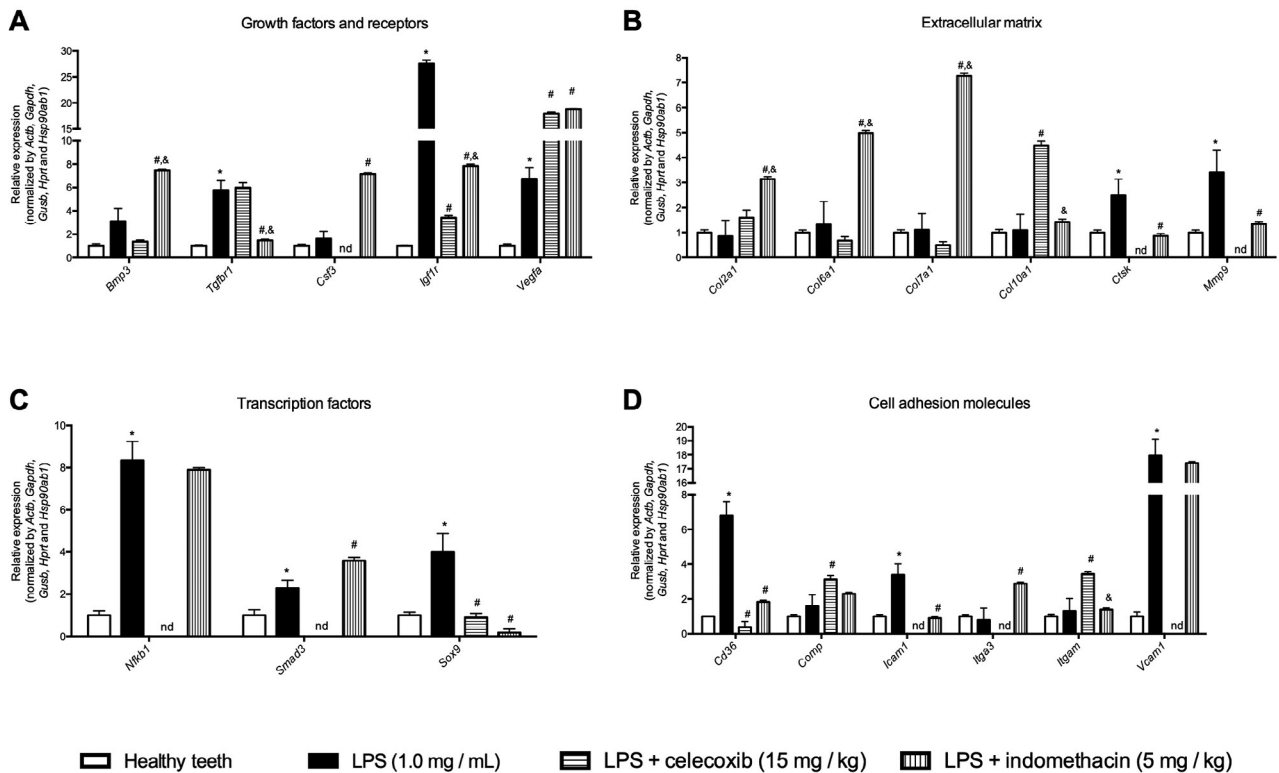 A
Growth factors and receptors
Relative expression
(normalized by Actb, Gapdh,
Gusb, Hprt and Hsp90ab1)
30
25
20
15
10
8
6
4
2
0
*
#,&
*
#,&
#
nd
*
#
#,&
*
#
#
Bmp3
Tgfbr1
Csf3
Igf1r
Vegfa
B
Extracellular matrix
Relative expression
(normalized by Actb, Gapdh,
Gusb, Hprt and Hsp90ab1)
8
7
6
5
4
3
2
1
0
#,&
#,&
#,&
#
&
*
nd
#
*
nd
#
Col2a1
Col6a1
Col7a1
Col10a1
Ctsk
Mmp9
C
Transcription factors
Relative expression
(normalized by Actb, Gapdh,
Gusb, Hprt and Hsp90ab1)
10
8
6
4
2
0
*
nd
*
nd
#
*
#
#
Nfkb1
Smad3
Sox9
D
Cell adhesion molecules
Relative expression
(normalized by Actb, Gapdh,
Gusb, Hprt and Hsp90ab1)
20
19
18
17
16
8
6
4
2
0
*
#
#
#
*
nd
#
nd
#
#
&
*
nd
Cd36
Comp
Icam1
Itga3
Itgam
Vcam1
Healthy teeth
LPS (1.0 mg / mL)
LPS + celecoxib (15 mg / kg)
LPS + indomethacin (5 mg / kg)